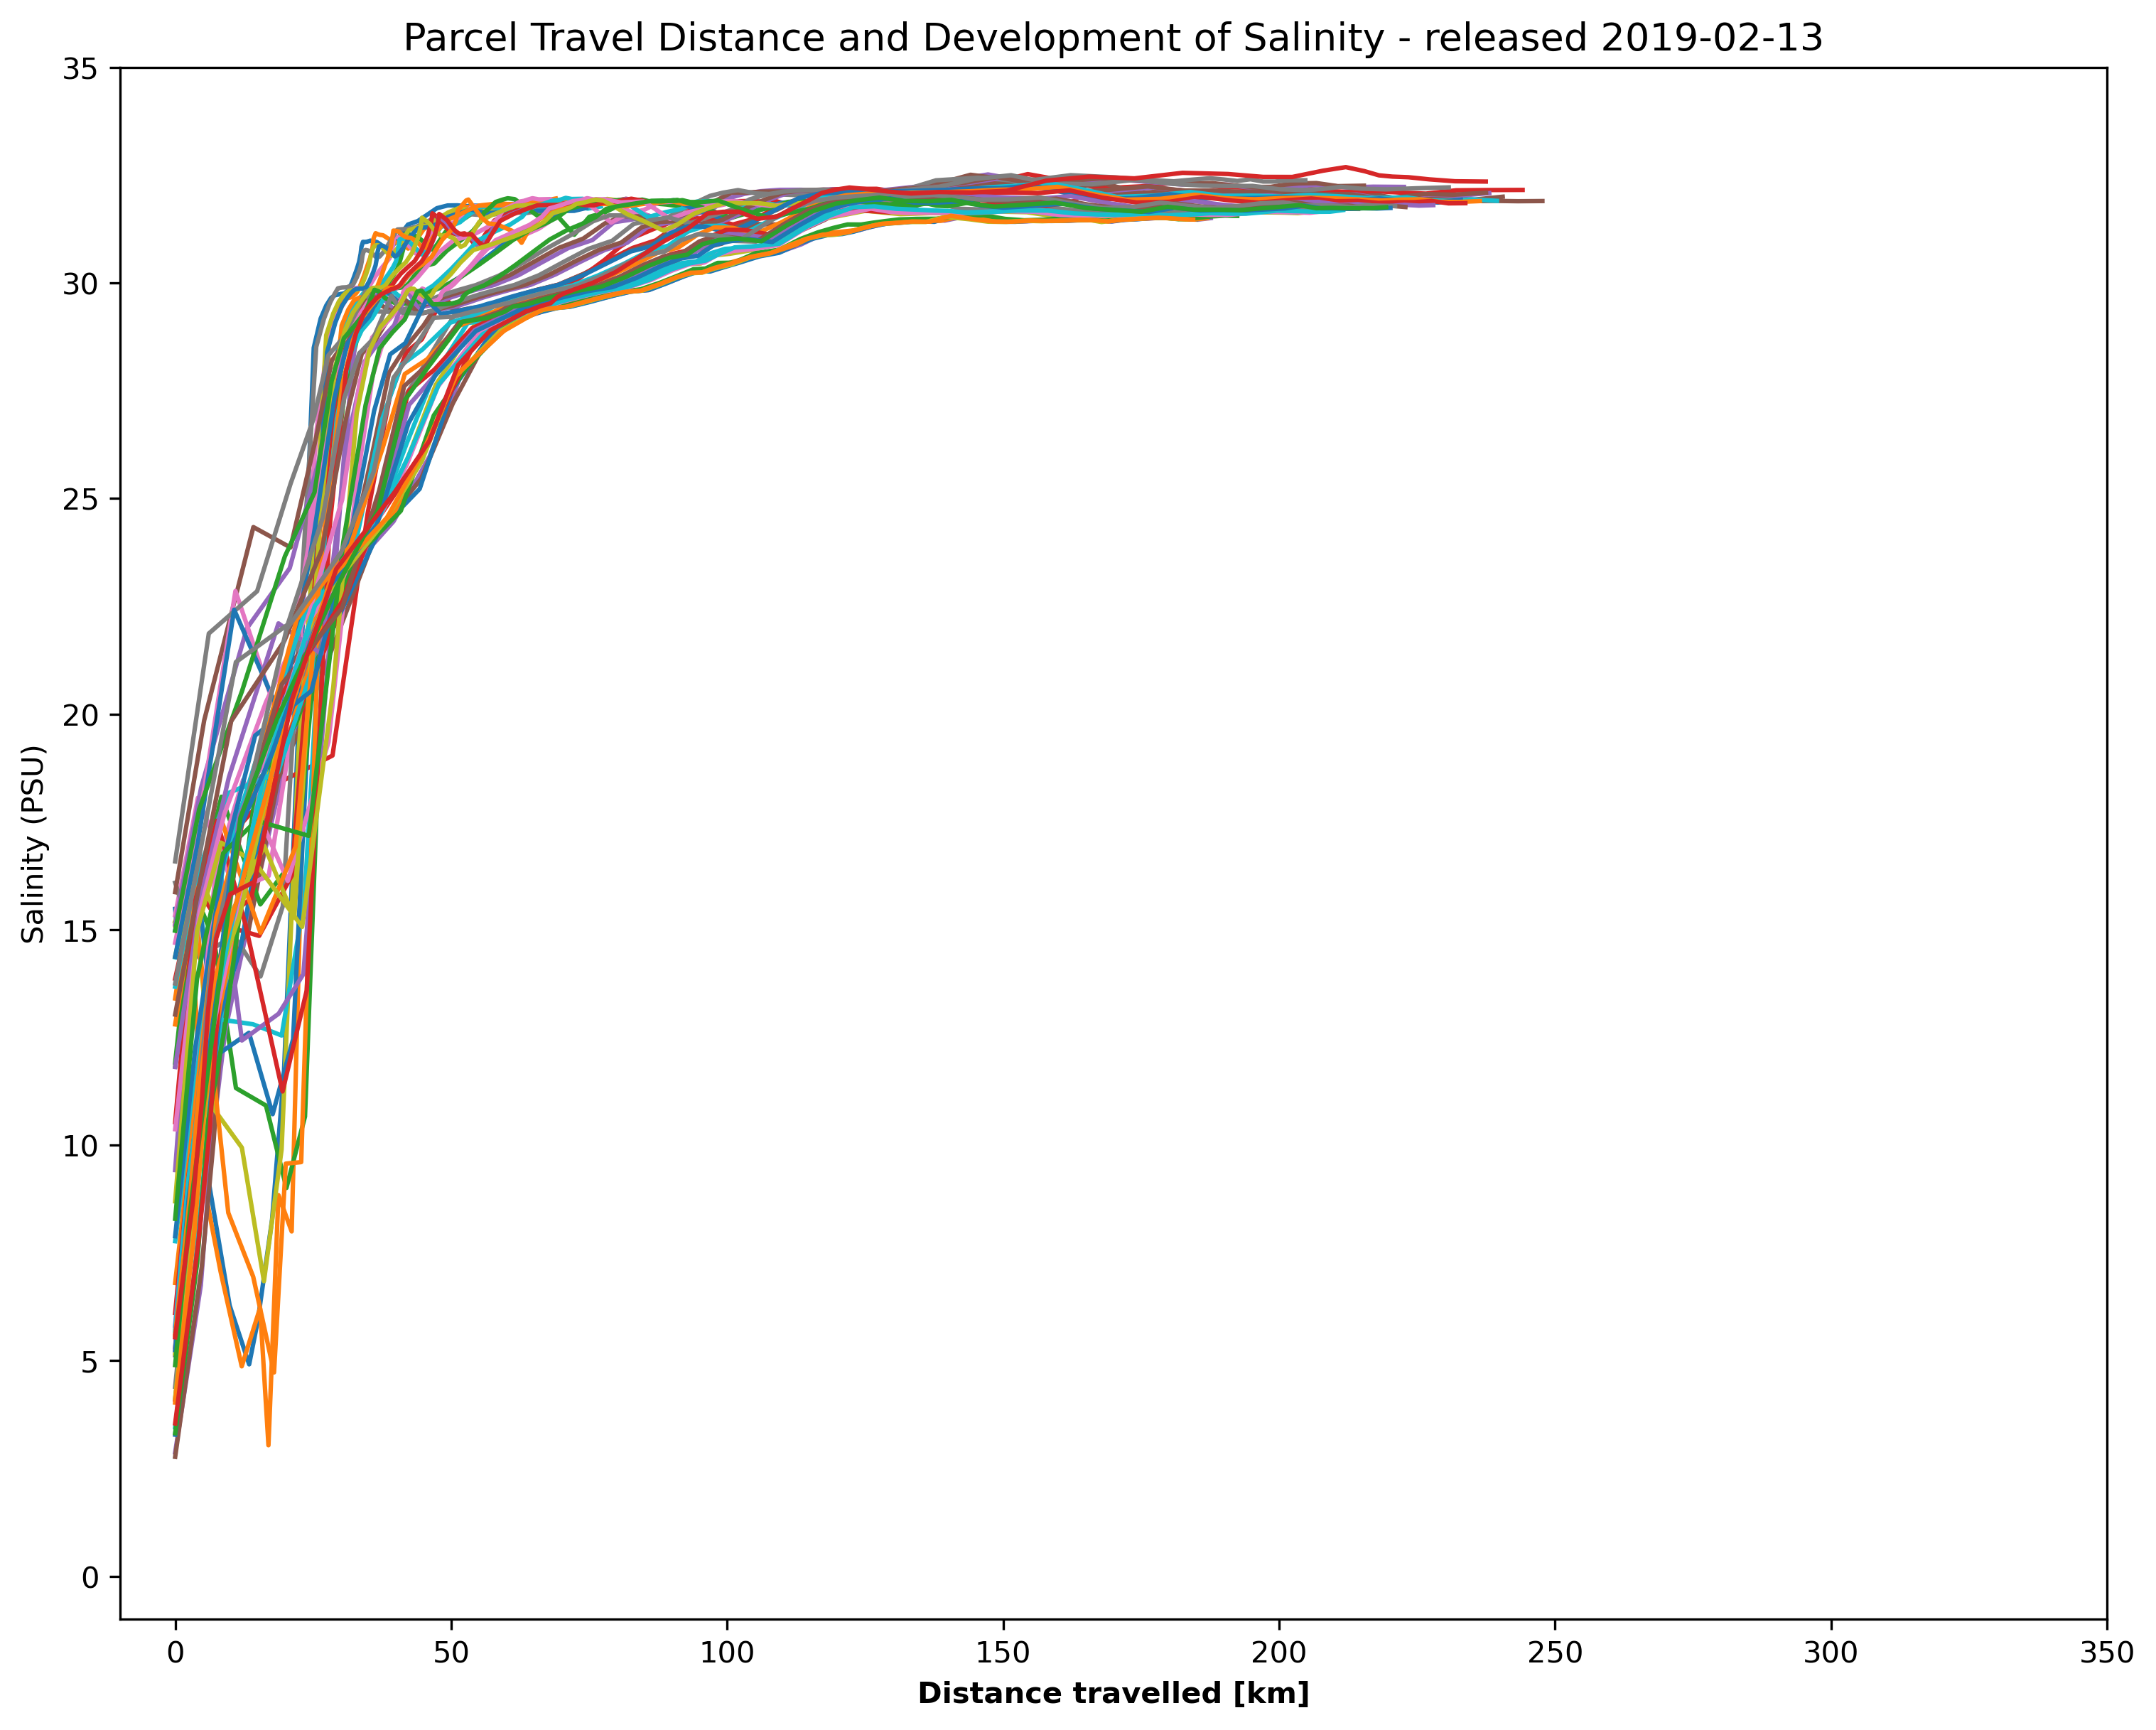 Parcel Travel Distance and Development of Salinity - released 2019-02-13
35
30
25
20
15
10
5
0
Salinity (PSU)
0 50 100 150 200 250 300 350
Distance travelled [km]